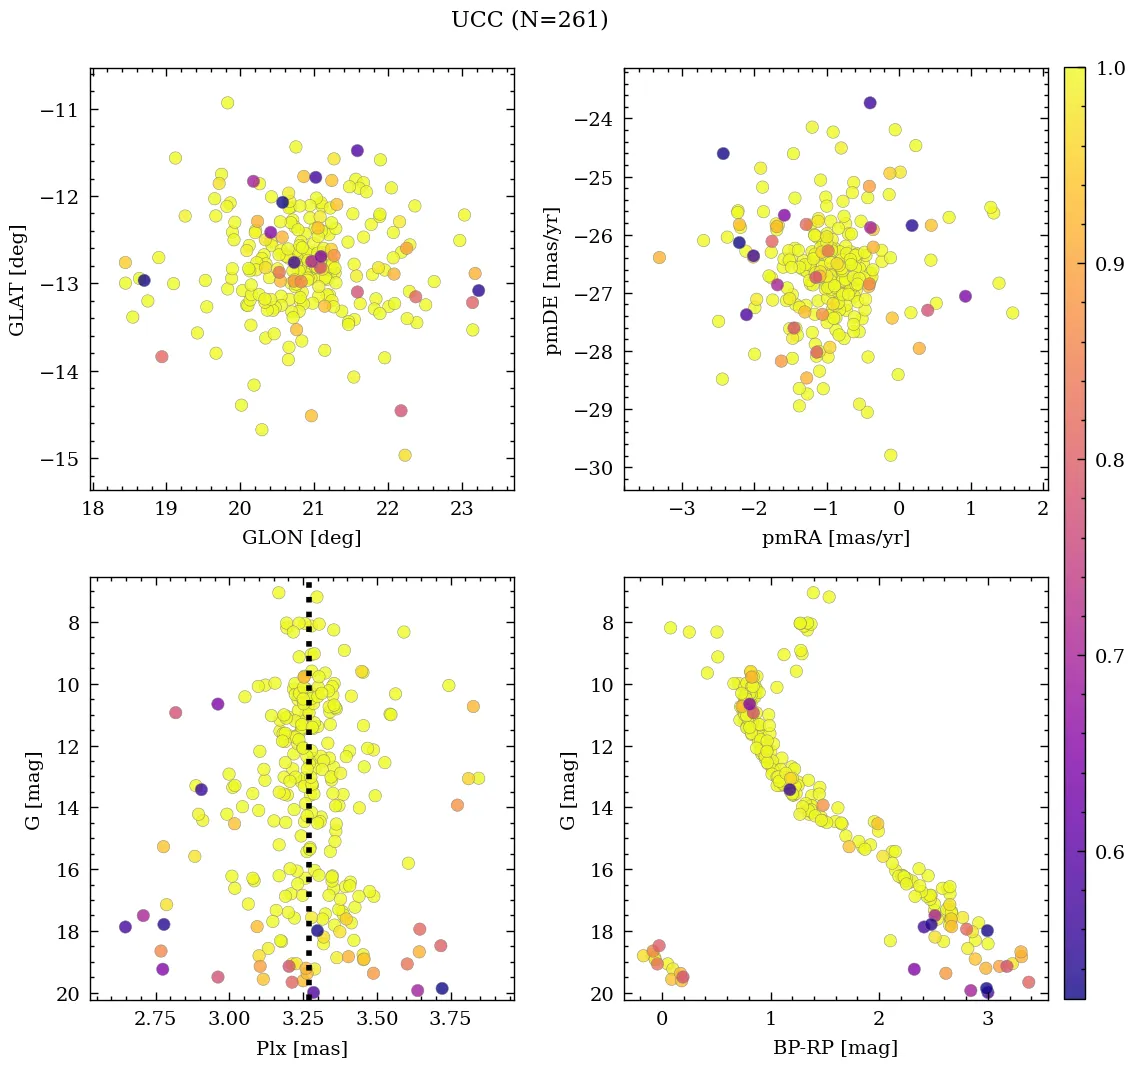 UCC (N=261)
−11
−12
−13
−14
−15
GLAT [deg]
18 19 20 21 22 23
GLON [deg]
−24
−25
−26
−27
−28
−29
−30
pmDE [mas/yr]
−3 −2 −1 0 1 2
pmRA [mas/yr]
1.0
0.9
0.8
0.7
0.6
8
10
12
14
16
18
20
G [mag]
2.75 3.00 3.25 3.50 3.75
Plx [mas]
8
10
12
14
16
18
20
G [mag]
0 1 2 3
BP-RP [mag]